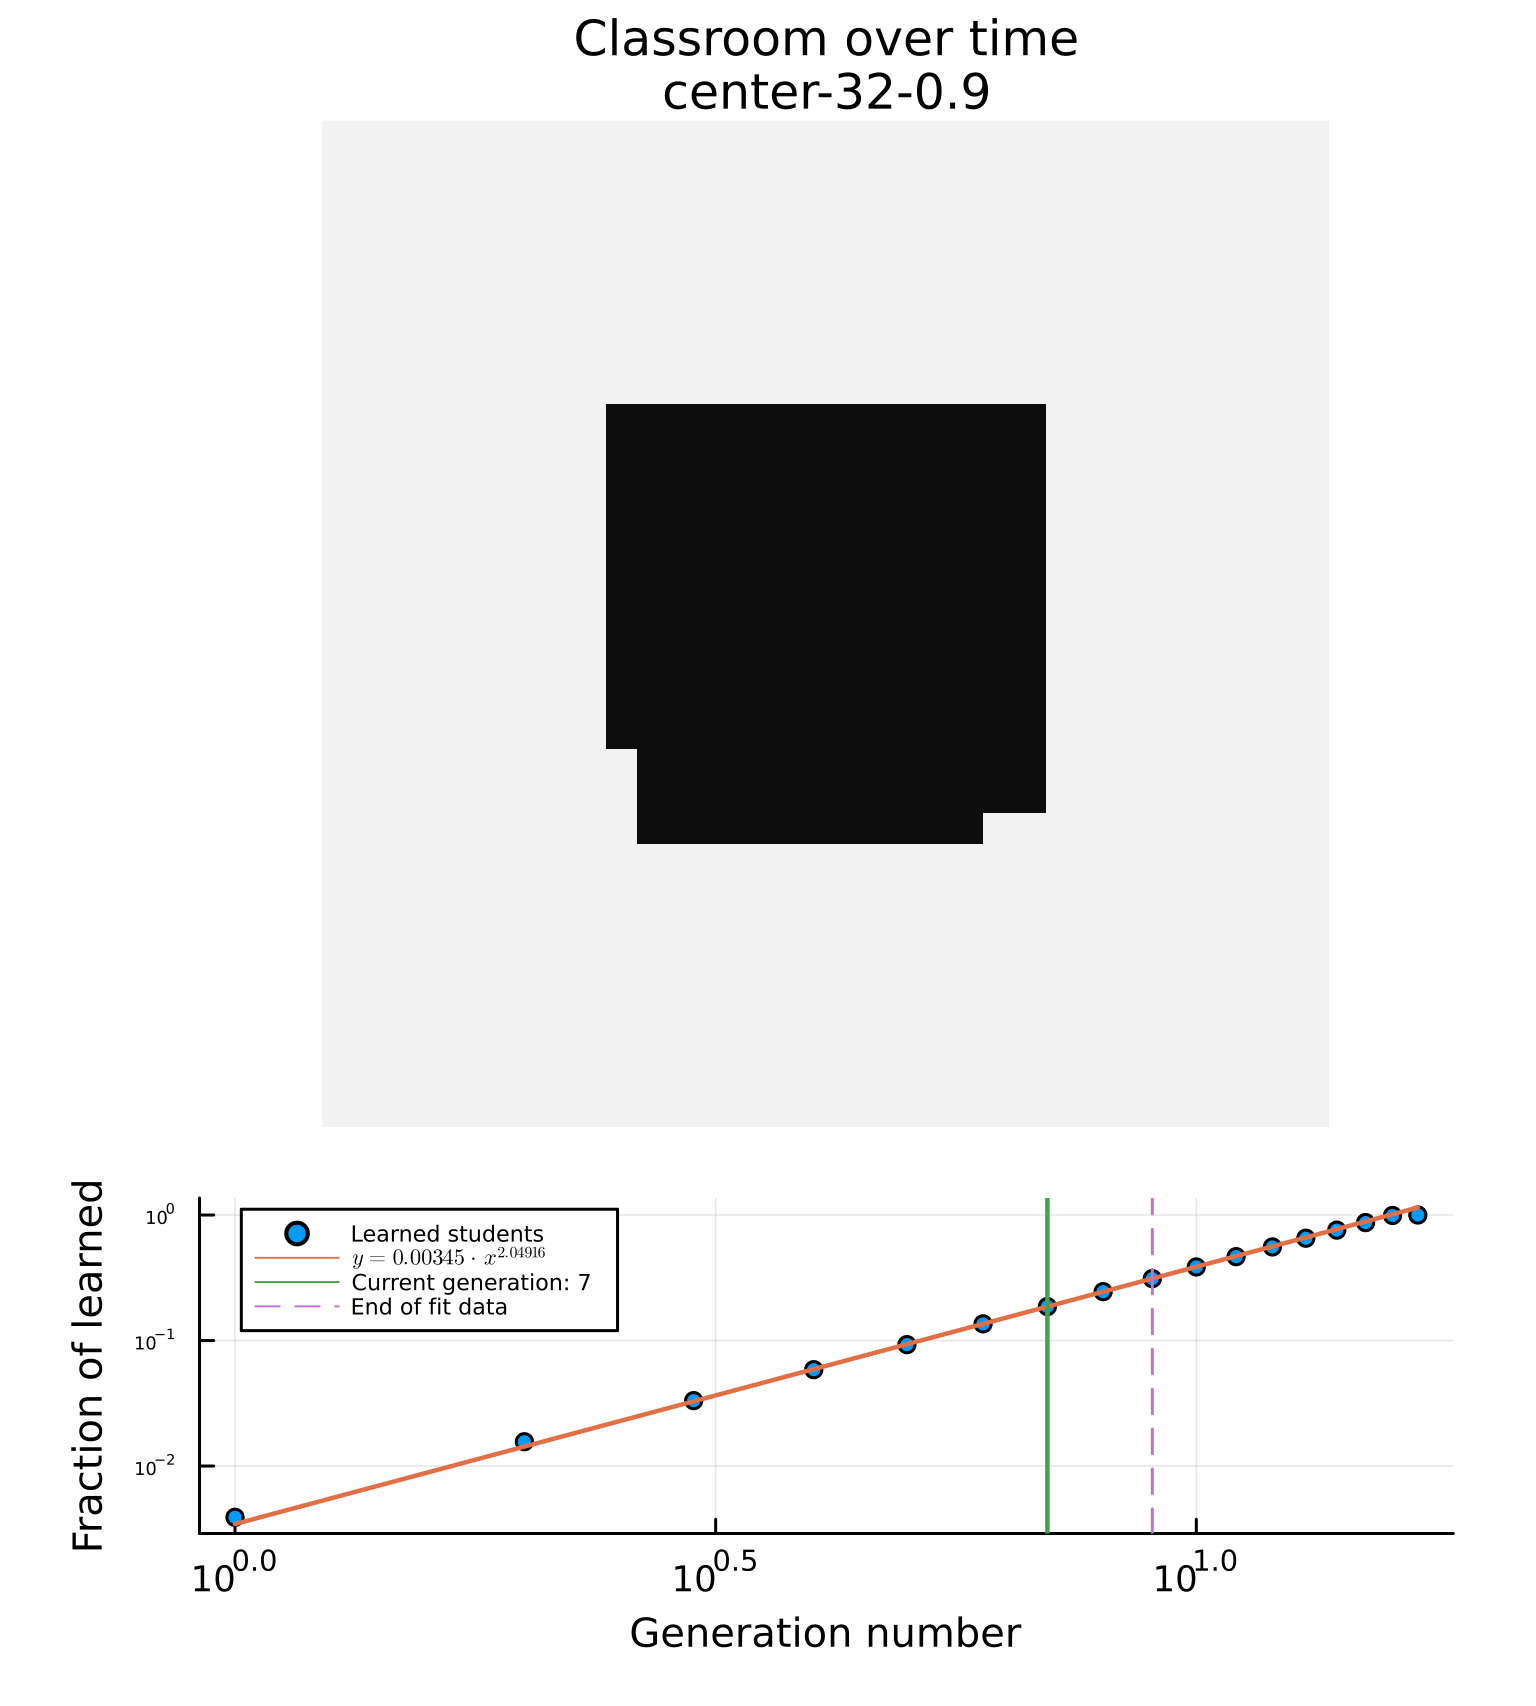 Classroom over time
center-32-0.9
Fraction of learned
10^0
10^-1
10^-2
Learned students
y = 0.00345 · x^2.04916
Current generation: 7
End of fit data
10^0.0
10^0.5
10^1.0
Generation number